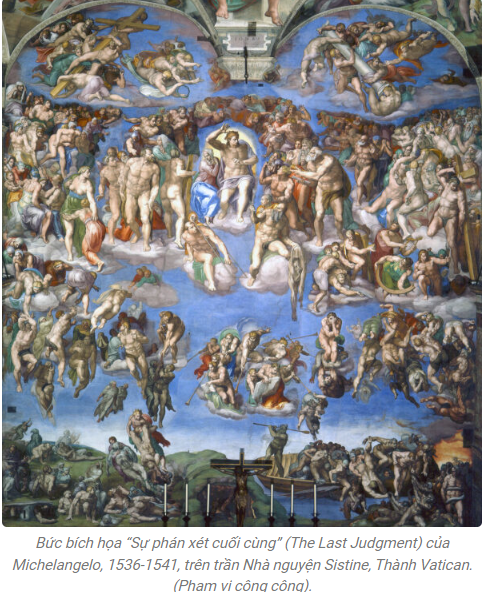 Bức bích họa “Sự phán xét cuối cùng” (The Last Judgment) của
Michelangelo, 1536-1541, trên trần Nhà nguyện Sistine, Thành Vatican.
(Phạm vi công cộng).